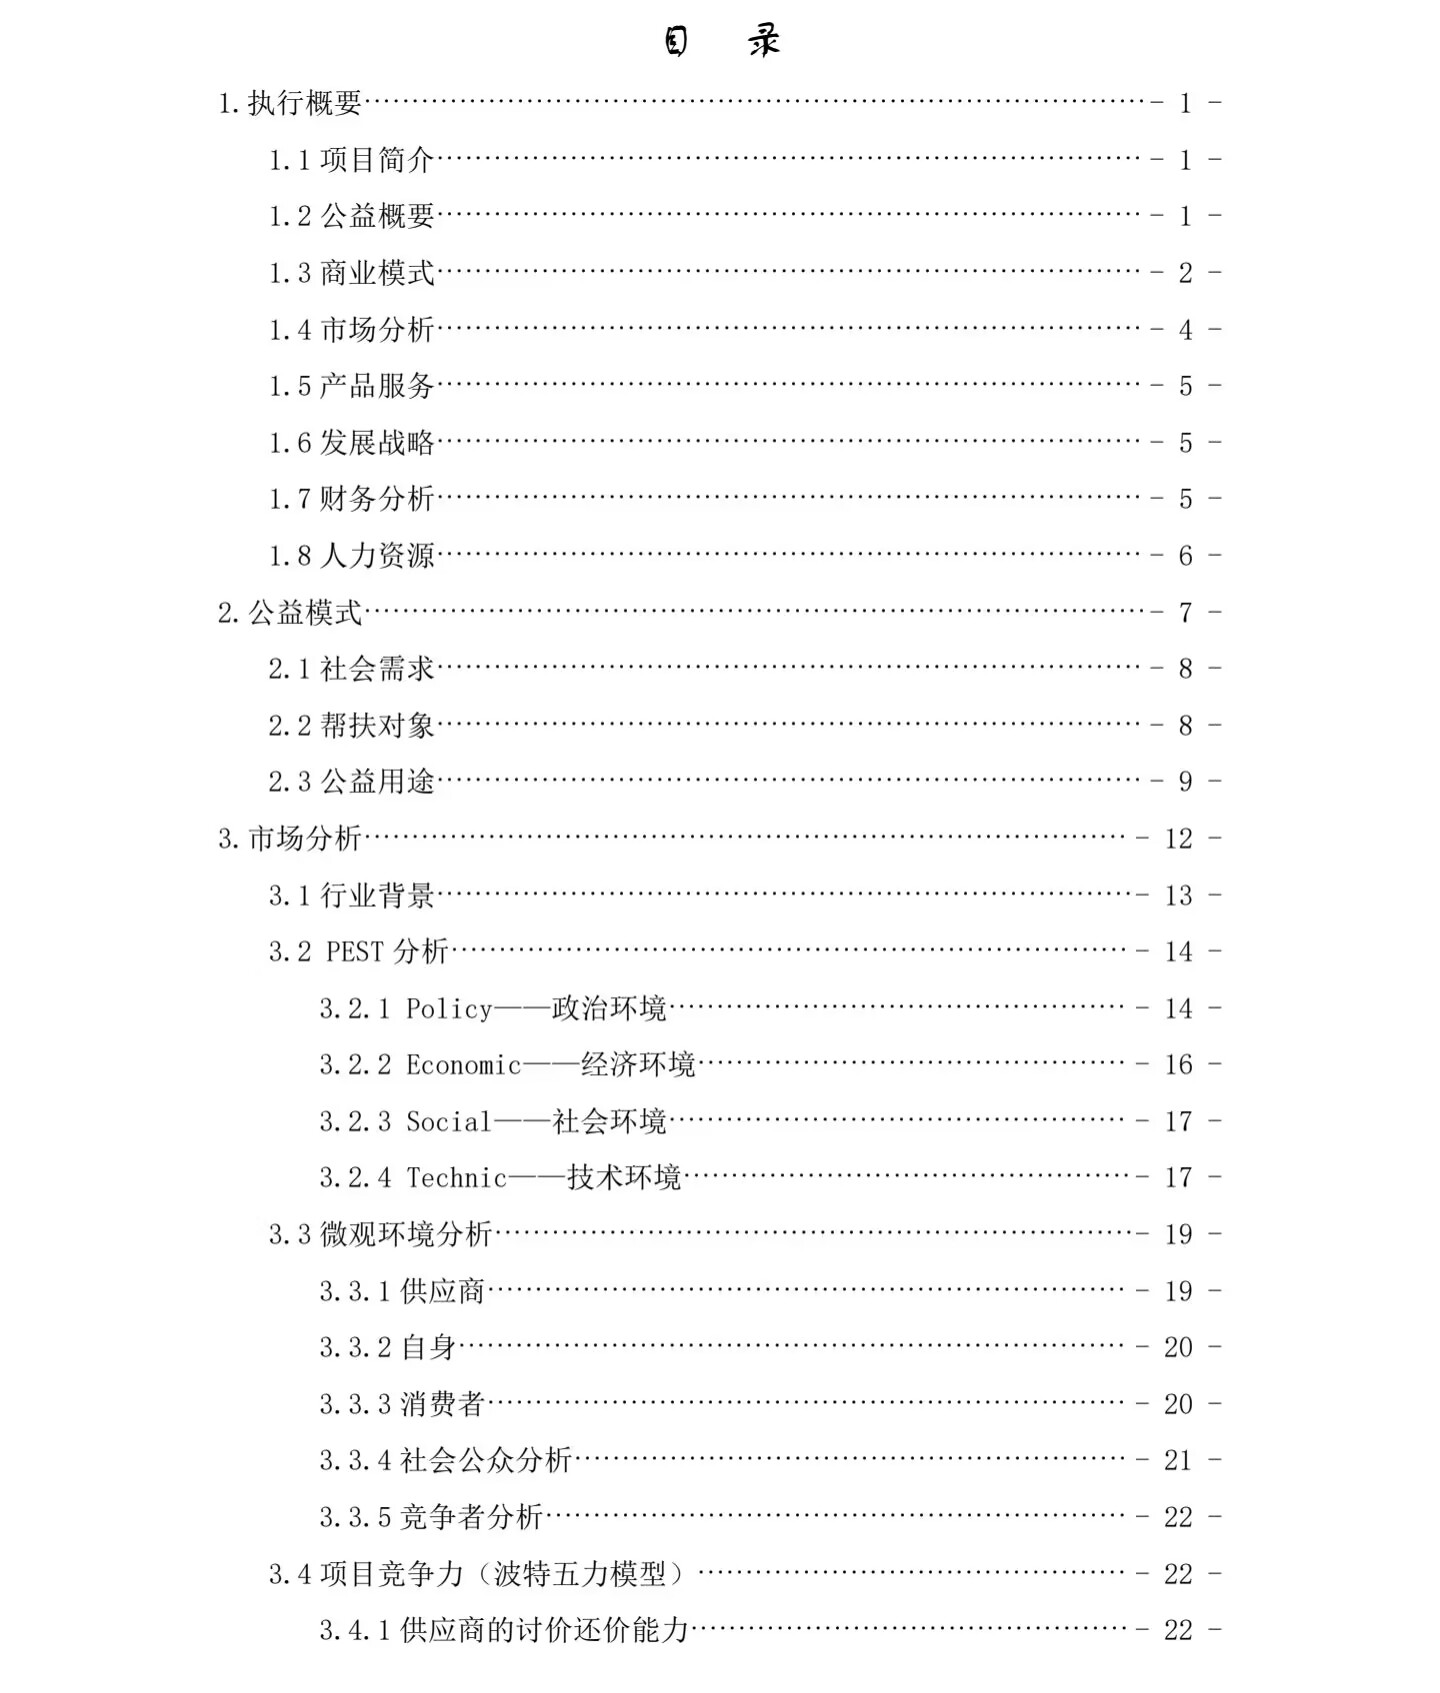 目 录
1.执行概要……………………………………………………- 1 -
1.1项目简介……………………………………………………- 1 -
1.2公益概要……………………………………………………- 1 -
1.3商业模式……………………………………………………- 2 -
1.4市场分析……………………………………………………- 4 -
1.5产品服务……………………………………………………- 5 -
1.6发展战略……………………………………………………- 5 -
1.7财务分析……………………………………………………- 5 -
1.8人力资源……………………………………………………- 6 -
2.公益模式……………………………………………………- 7 -
2.1社会需求……………………………………………………- 8 -
2.2帮扶对象……………………………………………………- 8 -
2.3公益用途……………………………………………………- 9 -
3.市场分析……………………………………………………- 12 -
3.1行业背景……………………………………………………- 13 -
3.2 PEST分析……………………………………………………- 14 -
3.2.1 Policy——政治环境…………………………………- 14 -
3.2.2 Economic——经济环境………………………………- 16 -
3.2.3 Social——社会环境…………………………………- 17 -
3.2.4 Technic——技术环境…………………………………- 17 -
3.3微观环境分析………………………………………………- 19 -
3.3.1供应商………………………………………………- 19 -
3.3.2自身…………………………………………………- 20 -
3.3.3消费者………………………………………………- 20 -
3.3.4社会公众分析………………………………………- 21 -
3.3.5竞争者分析…………………………………………- 22 -
3.4项目竞争力（波特五力模型）………………………………- 22 -
3.4.1供应商的讨价还价能力………………………………- 22 -